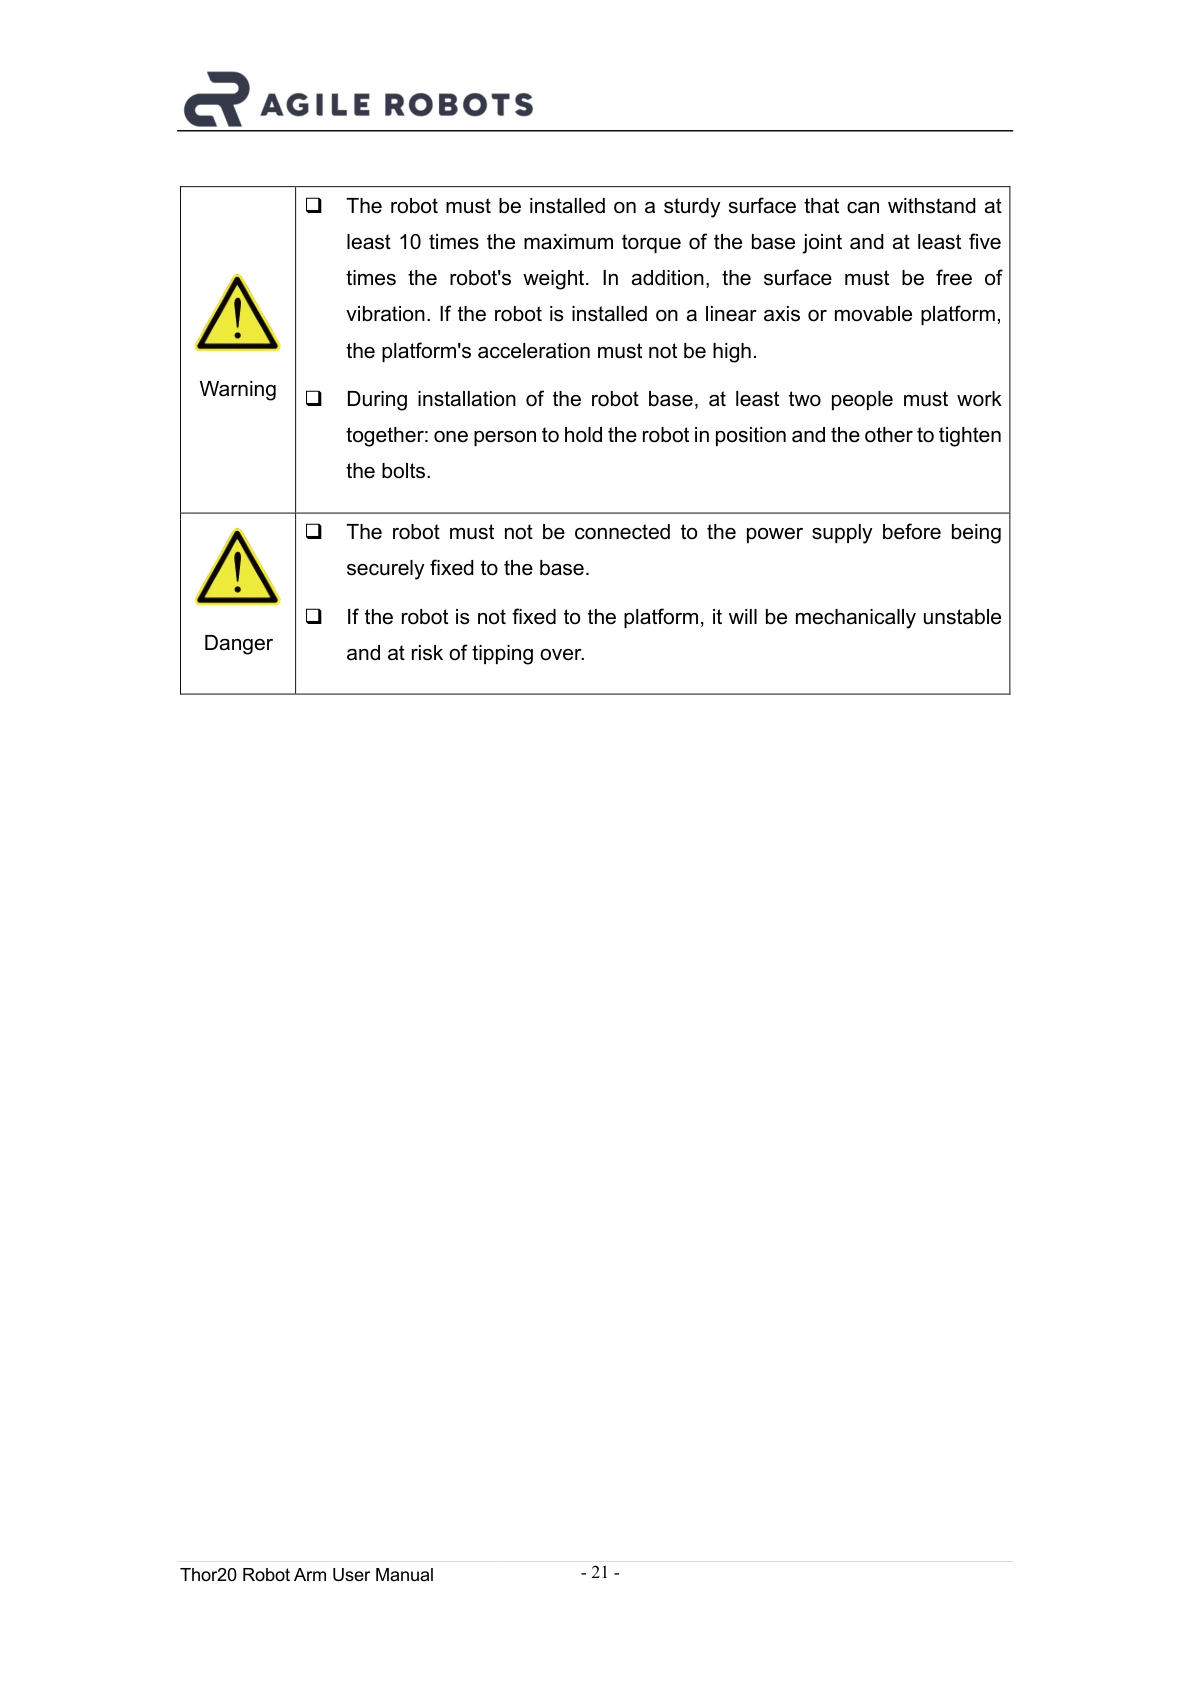 AGILE ROBOTS
❑ The robot must be installed on a sturdy surface that can withstand at
least 10 times the maximum torque of the base joint and at least five
times the robot's weight. In addition, the surface must be free of
vibration. If the robot is installed on a linear axis or movable platform,
the platform's acceleration must not be high.
Warning
❑ During installation of the robot base, at least two people must work
together: one person to hold the robot in position and the other to tighten
the bolts.
❑ The robot must not be connected to the power supply before being
securely fixed to the base.
Danger
❑ If the robot is not fixed to the platform, it will be mechanically unstable
and at risk of tipping over.
Thor20 Robot Arm User Manual
- 21 -